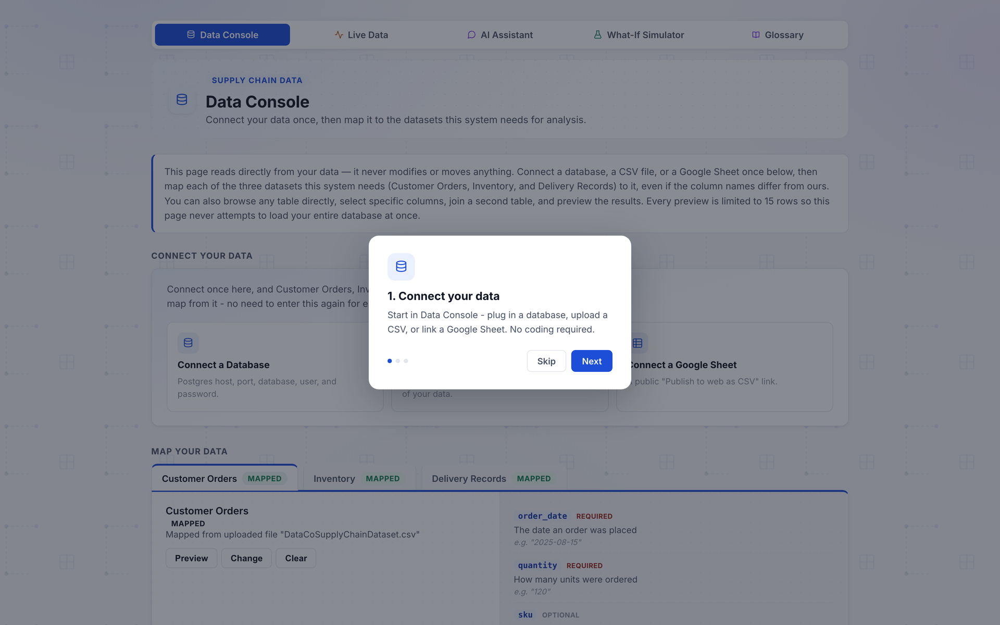 Data Console
Live Data
AI Assistant
What-If Simulator
Glossary
SUPPLY CHAIN DATA
Data Console
Connect your data once, then map it to the datasets this system needs for analysis.
This page reads directly from your data — it never modifies or moves anything. Connect a database, a CSV file, or a Google Sheet once below, then
map each of the three datasets this system needs (Customer Orders, Inventory, and Delivery Records) to it, even if the column names differ from ours.
You can also browse any table directly, select specific columns, join a second table, and preview the results. Every preview is limited to 15 rows so this
page never attempts to load your entire database at once.
CONNECT YOUR DATA
Connect once here, and Customer Orders,
map from it - no need to enter this again for
Connect a Database
Postgres host, port, database, user, and
password.
of your data.
Connect a Google Sheet
public "Publish to web as CSV" link.
1. Connect your data
Start in Data Console - plug in a database, upload a
CSV, or link a Google Sheet. No coding required.
Skip
Next
MAP YOUR DATA
Customer Orders MAPPED
Inventory MAPPED
Delivery Records MAPPED
Customer Orders
MAPPED
Mapped from uploaded file "DataCoSupplyChainDataset.csv"
Preview
Change
Clear
order_date REQUIRED
The date an order was placed
e.g. "2025-08-15"
quantity REQUIRED
How many units were ordered
e.g. "120"
sku OPTIONAL